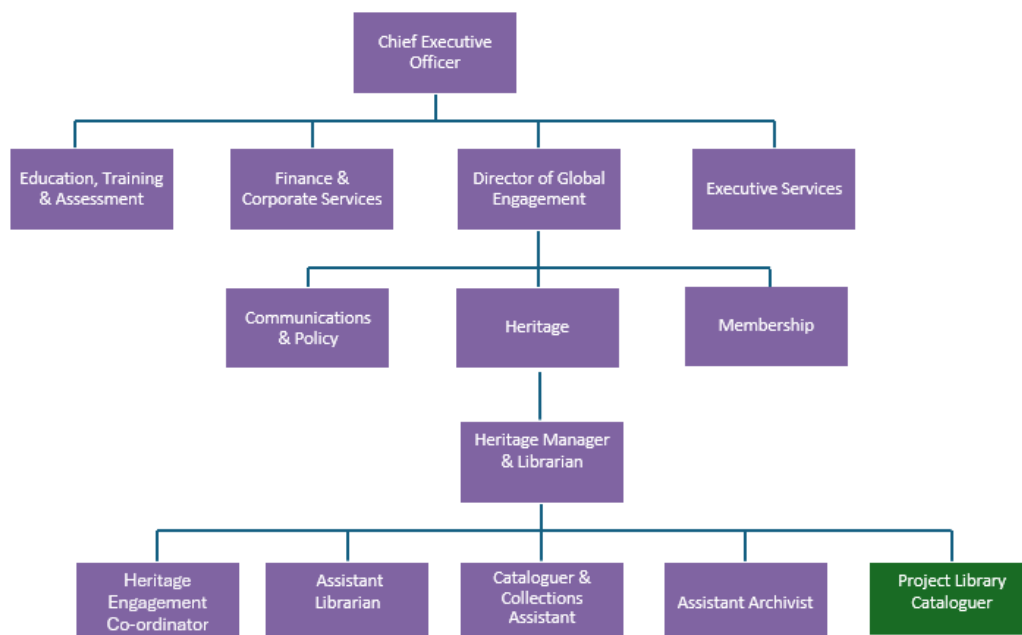 Chief Executive
Officer
Education, Training
& Assessment
Finance &
Corporate Services
Director of Global
Engagement
Executive Services
Communications
& Policy
Heritage
Membership
Heritage Manager
& Librarian
Heritage
Engagement
Co-ordinator
Assistant
Librarian
Cataloguer &
Collections
Assistant
Assistant Archivist
Project Library
Cataloguer